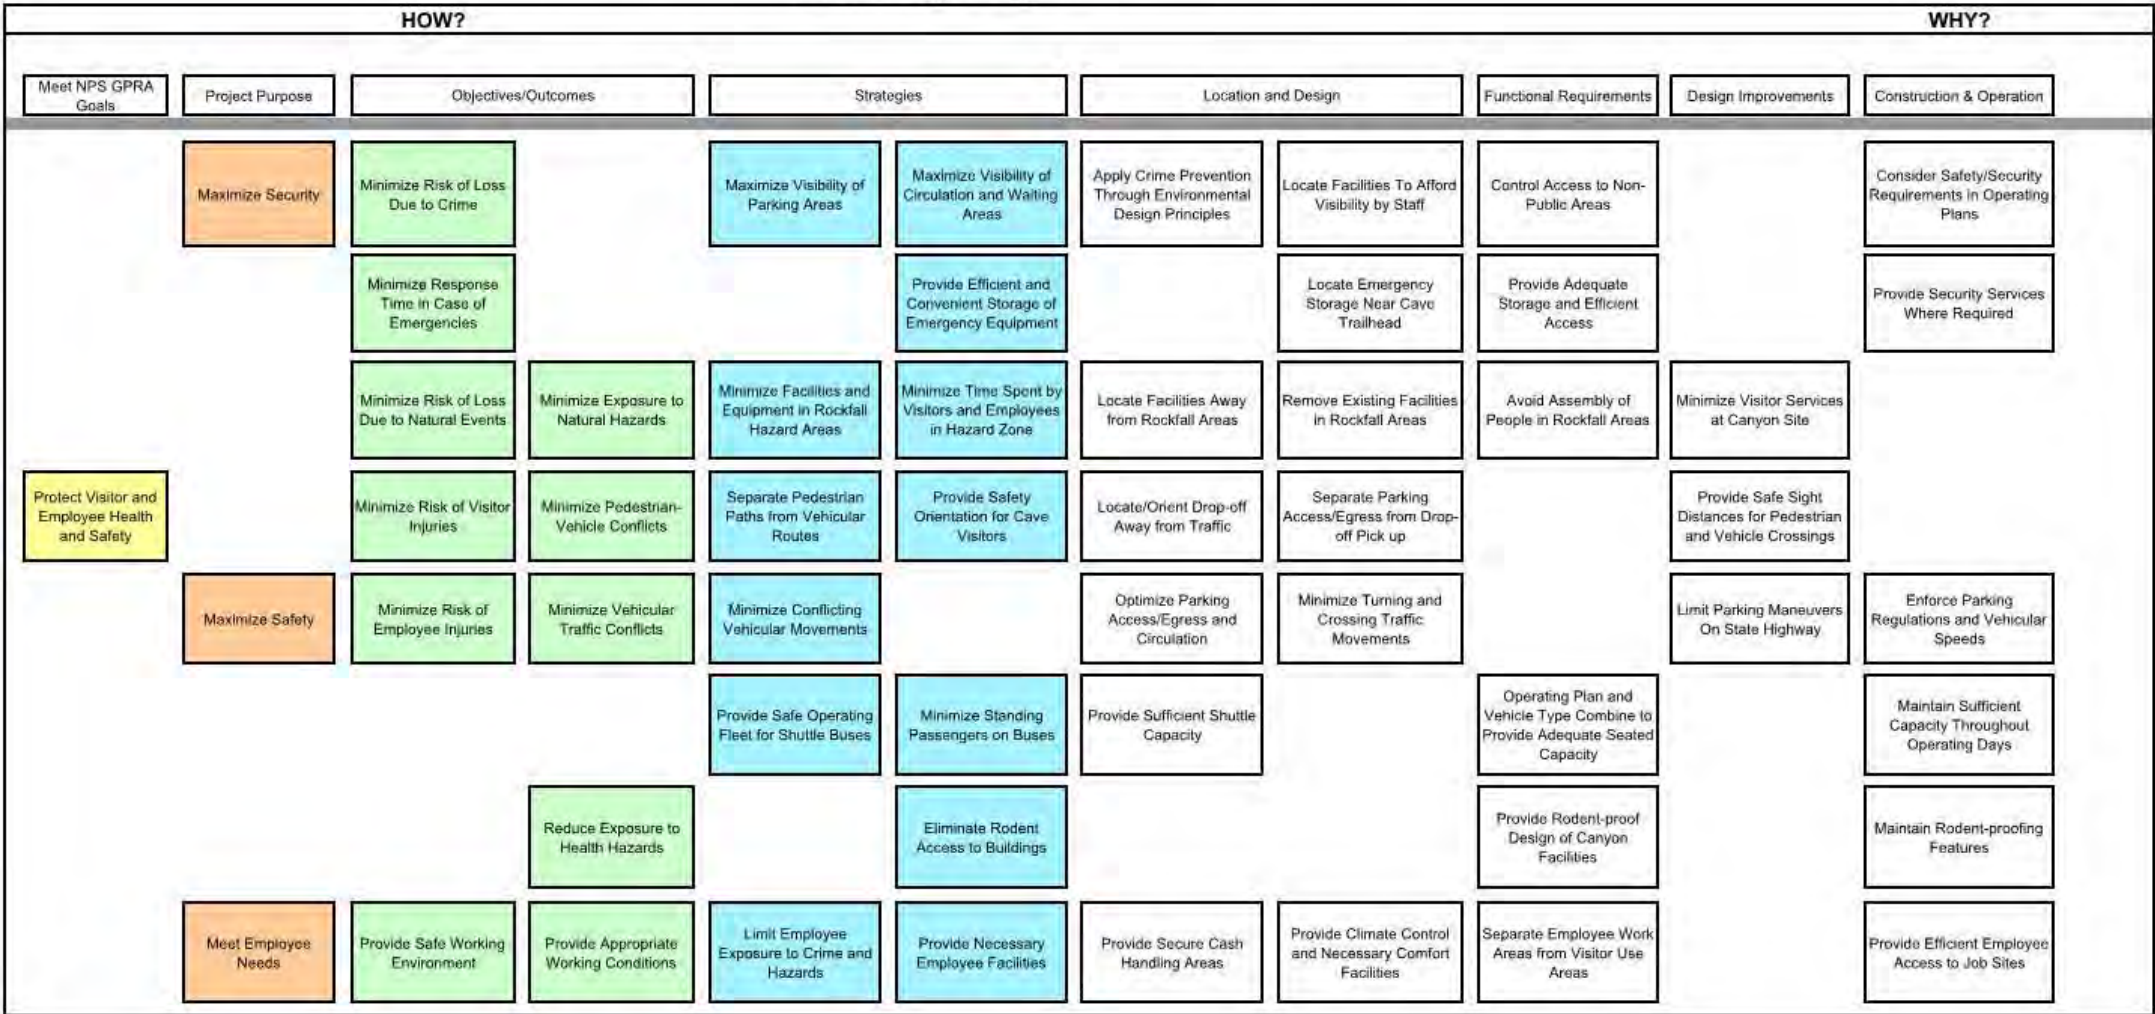 HOW?
WHY?
Meet NPS GPRA
Goals
Project Purpose
Objectives/Outcomes
Strategies
Location and Design
Functional Requirements
Design Improvements
Construction & Operation
Maximize Security
Minimize Risk of Loss
Due to Crime
Maximize Visibility of
Parking Areas
Maximize Visibility of
Circulation and Waiting
Areas
Apply Crime Prevention
Through Environmental
Design Principles
Locate Facilities To Afford
Visibility by Staff
Control Access to Non-
Public Areas
Consider Safety/Security
Requirements in Operating
Plans
Minimize Response
Time in Case of
Emergencies
Provide Efficient and
Convenient Storage of
Emergency Equipment
Locate Emergency
Storage Near Cave
Trailhead
Provide Adequate
Storage and Efficient
Access
Provide Security Services
Where Required
Minimize Risk of Loss
Due to Natural Events
Minimize Exposure to
Natural Hazards
Minimize Facilities and
Equipment in Rockfall
Hazard Areas
Minimize Time Spent by
Visitors and Employees
in Hazard Zone
Locate Facilities Away
from Rockfall Areas
Remove Existing Facilities
in Rockfall Areas
Avoid Assembly of
People in Rockfall Areas
Minimize Visitor Services
at Canyon Site
Protect Visitor and
Employee Health
and Safety
Minimize Risk of Visitor
Injuries
Minimize Pedestrian-
Vehicle Conflicts
Separate Pedestrian
Paths from Vehicular
Routes
Provide Safety
Orientation for Cave
Visitors
Locate/Orient Drop-off
Away from Traffic
Separate Parking
Access/Egress from Drop-
off Pick up
Provide Safe Sight
Distances for Pedestrian
and Vehicle Crossings
Maximize Safety
Minimize Risk of
Employee Injuries
Minimize Vehicular
Traffic Conflicts
Minimize Conflicting
Vehicular Movements
Optimize Parking
Access/Egress and
Circulation
Minimize Turning and
Crossing Traffic
Movements
Limit Parking Maneuvers
On State Highway
Enforce Parking
Regulations and Vehicular
Speeds
Provide Safe Operating
Fleet for Shuttle Buses
Minimize Standing
Passengers on Buses
Provide Sufficient Shuttle
Capacity
Operating Plan and
Vehicle Type Combine to
Provide Adequate Seated
Capacity
Maintain Sufficient
Capacity Throughout
Operating Days
Reduce Exposure to
Health Hazards
Eliminate Rodent
Access to Buildings
Provide Rodent-proof
Design of Canyon
Facilities
Maintain Rodent-proofing
Features
Meet Employee
Needs
Provide Safe Working
Environment
Provide Appropriate
Working Conditions
Limit Employee
Exposure to Crime and
Hazards
Provide Necessary
Employee Facilities
Provide Secure Cash
Handling Areas
Provide Climate Control
and Necessary Comfort
Facilities
Separate Employee Work
Areas from Visitor Use
Areas
Provide Efficient Employee
Access to Job Sites